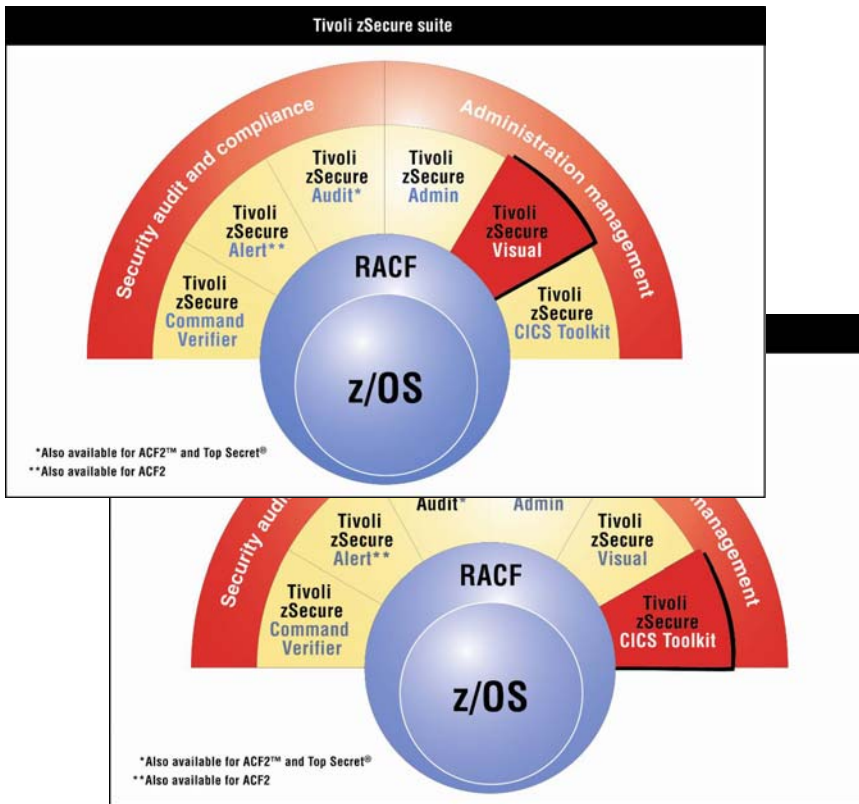 Tivoli zSecure suite
Security audit and compliance
Administration management
Tivoli
zSecure
Command
Verifier
Tivoli
zSecure
Alert**
Tivoli
zSecure
Audit*
Tivoli
zSecure
Admin
Tivoli
zSecure
Visual
Tivoli
zSecure
CICS Toolkit
RACF
z/OS
*Also available for ACF2™ and Top Secret®
**Also available for ACF2
Security
management
Tivoli
zSecure
Command
Verifier
Tivoli
zSecure
Alert**
Audit*
Admin
Tivoli
zSecure
Visual
Tivoli
zSecure
CICS Toolkit
RACF
z/OS
*Also available for ACF2™ and Top Secret®
**Also available for ACF2